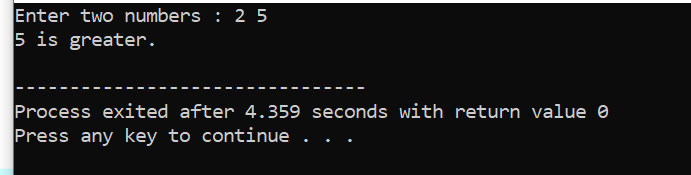 Enter two numbers : 2 5
5 is greater.
---------------------------------
Process exited after 4.359 seconds with return value 0
Press any key to continue . . .